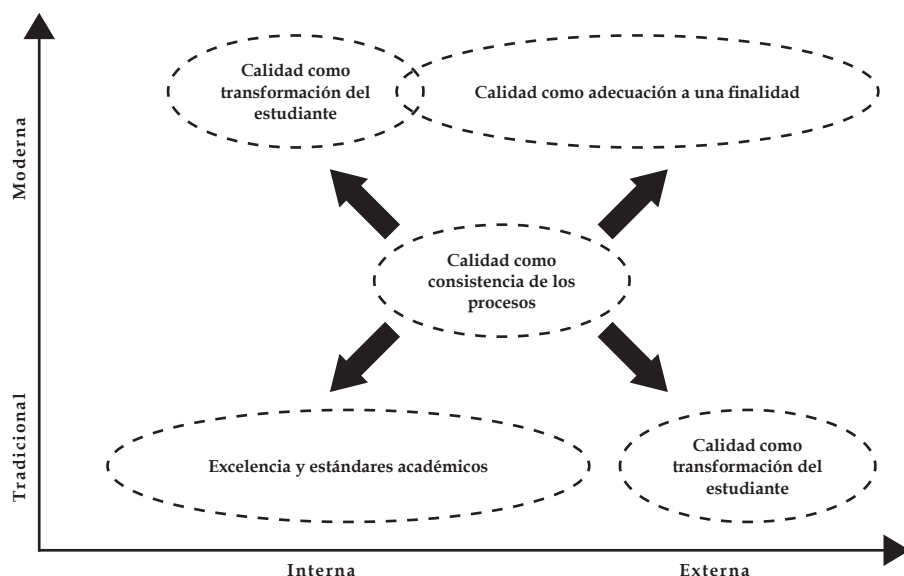 Moderna
Calidad como
transformación del
estudiante
Calidad como adecuación a una finalidad
Calidad como
consistencia de los
procesos
Tradicional
Excelencia y estándares académicos
Calidad como
transformación del
estudiante
Interna
Externa